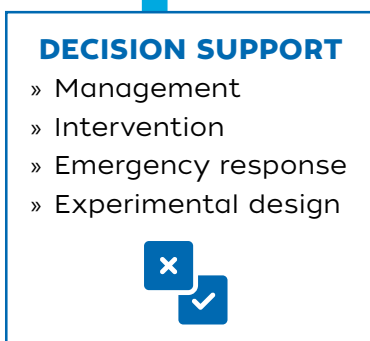 DECISION SUPPORT
» Management
» Intervention
» Emergency response
» Experimental design